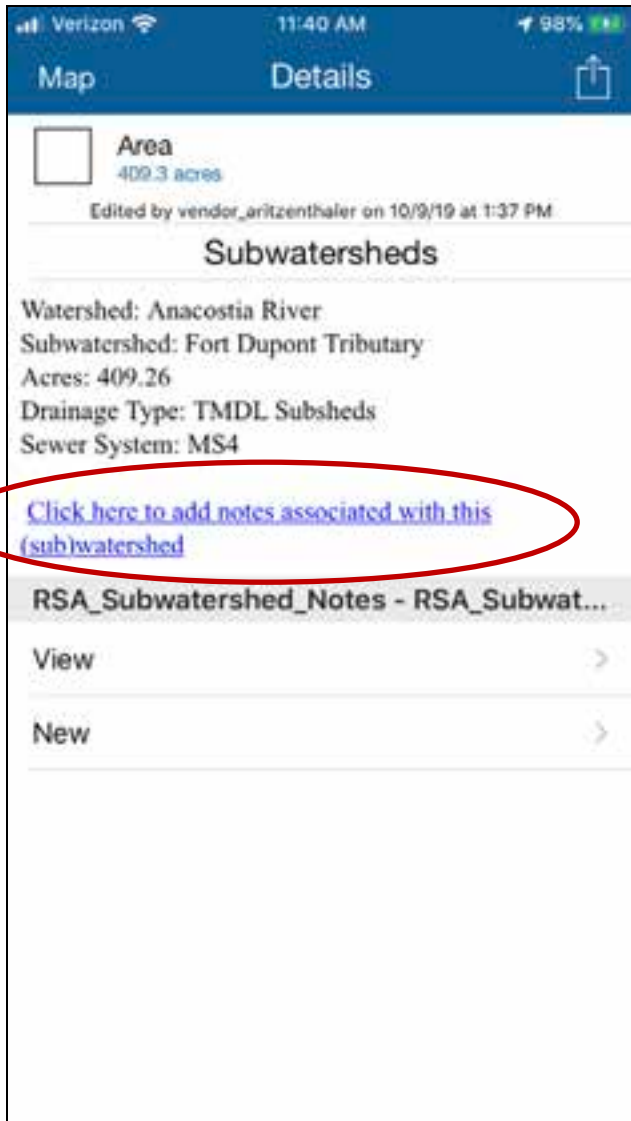 Verizon 11:40 AM 98%
Map Details
Area
409.3 acres
Edited by vendor_aritzenthaler on 10/9/19 at 1:37 PM
Subwatersheds
Watershed: Anacostia River
Subwatershed: Fort Dupont Tributary
Acres: 409.26
Drainage Type: TMDL Subsheds
Sewer System: MS4
Click here to add notes associated with this
(sub)watershed
RSA_Subwatershed_Notes - RSA_Subwat...
View
New